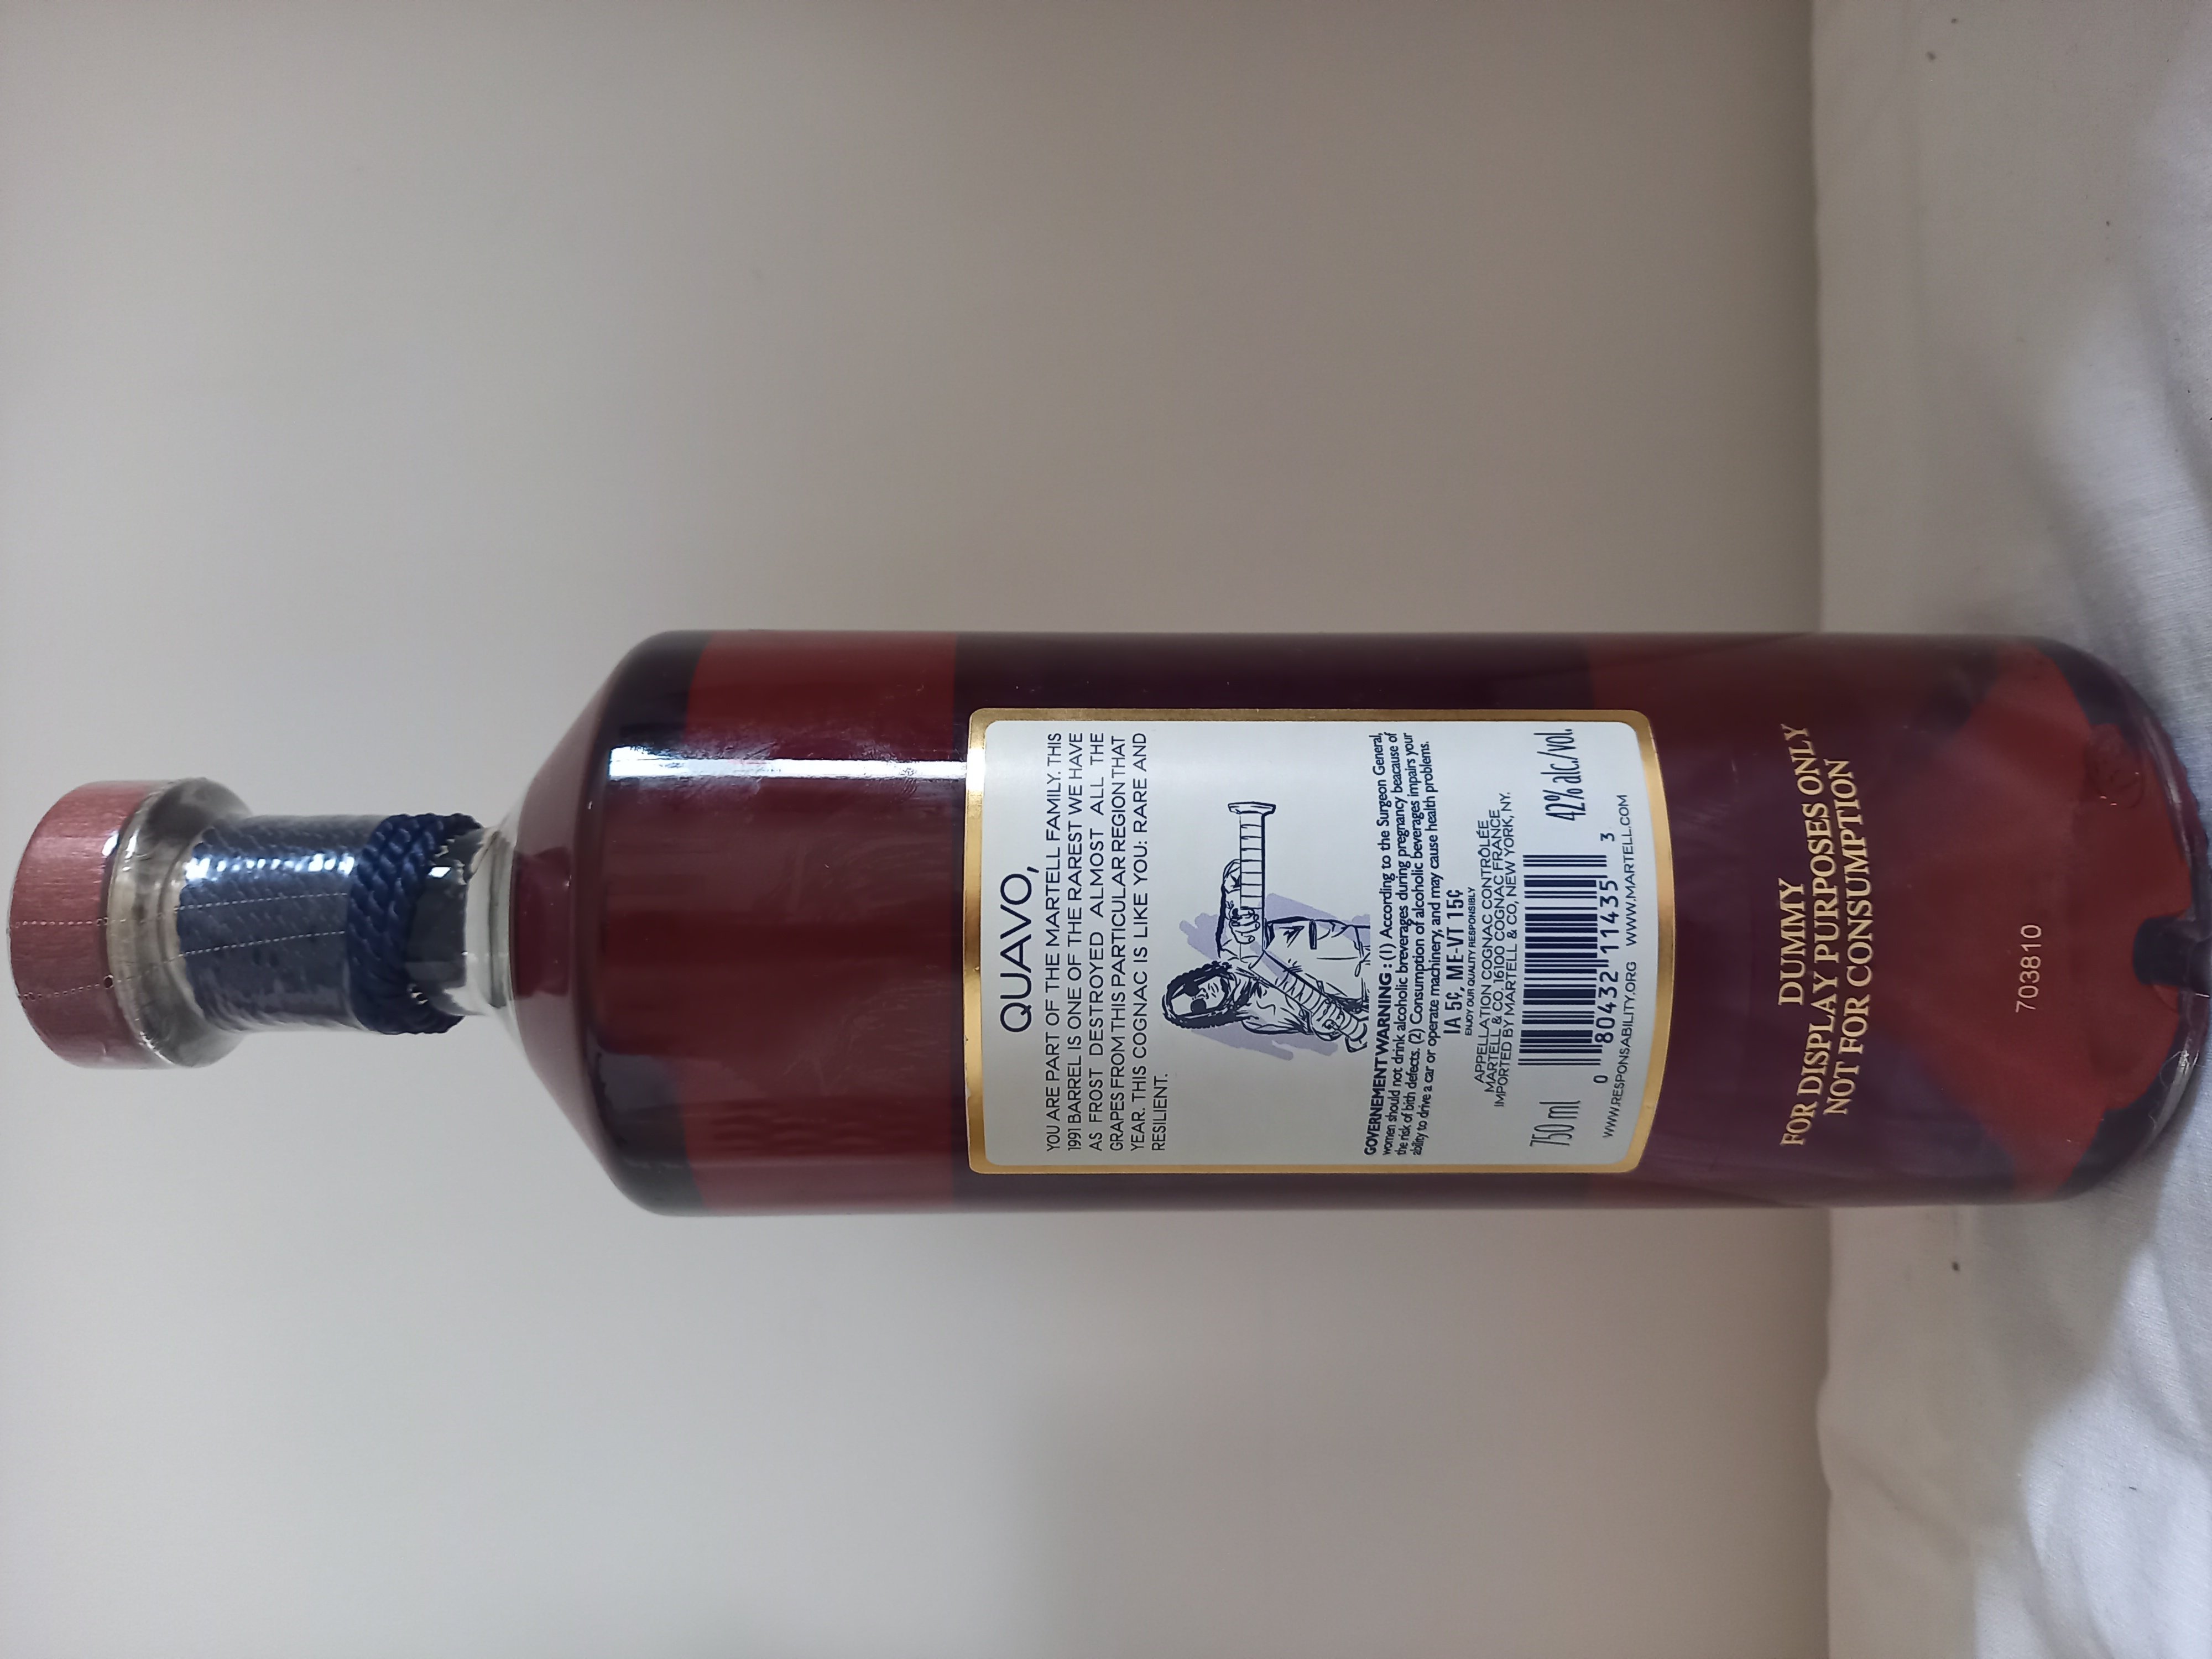 QUAVO,
YOU ARE PART OF THE MARTELL FAMILY. THIS
1991 BARREL IS ONE OF THE RAREST WE HAVE
AS FROST DESTROYED ALMOST ALL THE
GRAPES FROM THIS PARTICULAR REGION THAT
YEAR. THIS COGNAC IS LIKE YOU: RARE AND
RESILIENT.
GOVERNEMENT WARNING : (1) According to the Surgeon General,
women should not drink alcoholic breverages during pregnancy beacause of
the risk of bith defects. (2) Consumption of alcoholic beverages impairs your
ability to drive a car or operate machinery, and may cause health problems.
IA 5¢, ME-VT 15¢
ENJOY OUR QUALITY RESPONSIBLY
APPELLATION COGNAC CONTRÔLÉE
MARTELL & CO, 16100 COGNAC FRANCE
IMPORTED BY MARTELL & CO, NEW YORK, NY.
750 ml 42% alc./vol.
0 80432 11435 3
WWW.RESPONSABILITY.ORG WWW.MARTELL.COM
DUMMY
FOR DISPLAY PURPOSES ONLY
NOT FOR CONSUMPTION
703810